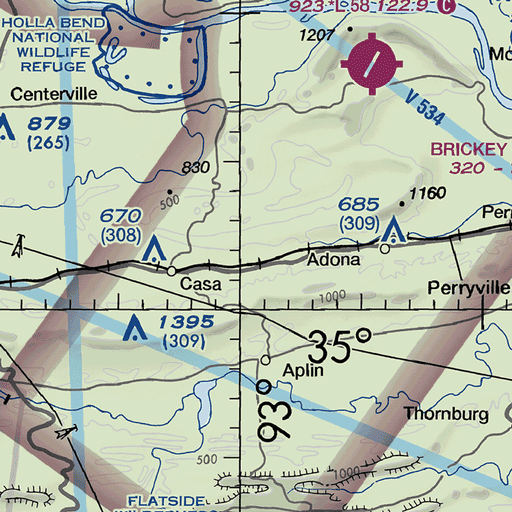 923 *L 58 122.9 C
HOLLA BEND
NATIONAL
WILDLIFE
REFUGE
1207
Centerville
V 534
879
(265)
BRICKEY
320 -
830
500
1160
685
(309)
670
(308)
Adona
Casa
1000
Perryville
1395
(309)
35°
Aplin
93°
Thornburg
500
1000
FLATSIDE